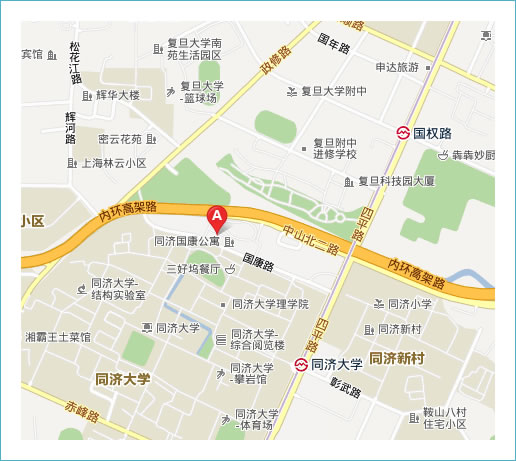 松花江路
宾馆
复旦大学南
苑生活园区
国年路
顺路
申达旅游
政修路
辉华大楼
复旦大学
-篮球场
复旦大学附中
辉河路
密云花苑
国权路
复旦附中
进修学校
犇犇妙厨
上海林云小区
复旦科技园大厦
小区
内环高架路
A
四平路
中山北二路
同济国康公寓
国康路
三好坞餐厅
内环高架路
同济大学-
结构实验室
同济大学理学院
同济小学
四平路
湘霸王土菜馆
同济大学
同济大学-
综合阅览楼
同济新村
同济新村
同济大学
同济大学
同济大学
-攀岩馆
彰武路
赤峰路
同济大学
-体育场
鞍山八村
住宅小区